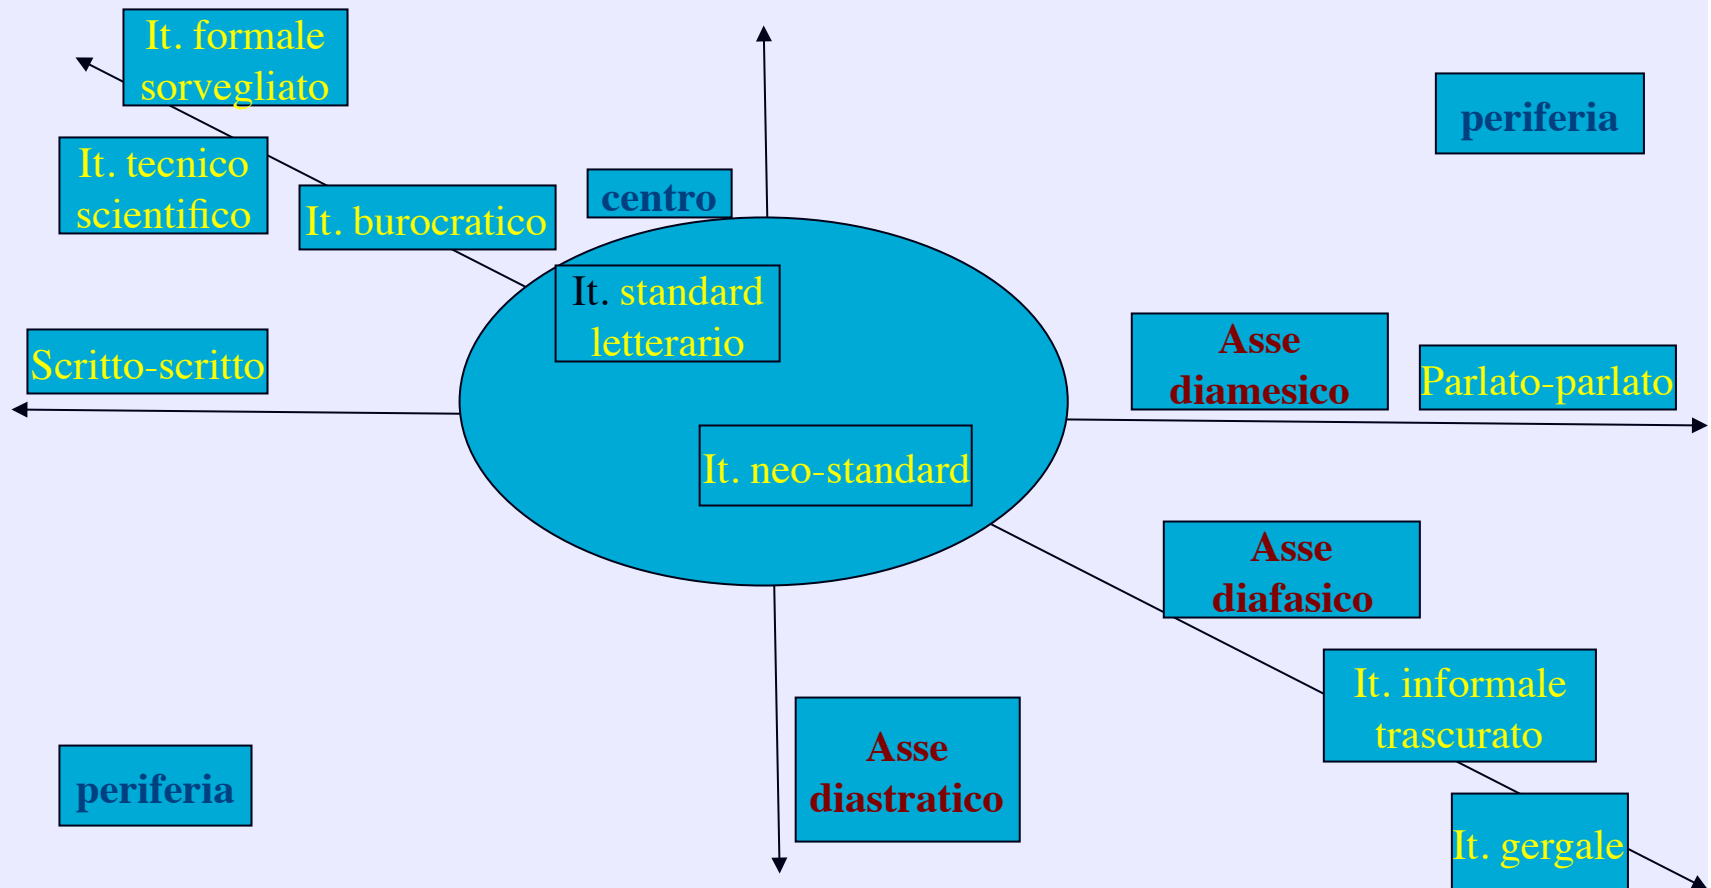 It. formale
sorvegliato
periferia
It. tecnico
scientifico
centro
It. burocratico
It. standard
letterario
Scritto-scritto
Asse
diamesico
Parlato-parlato
It. neo-standard
Asse
diafasico
It. informale
trascurato
Asse
diastratico
periferia
It. gergale